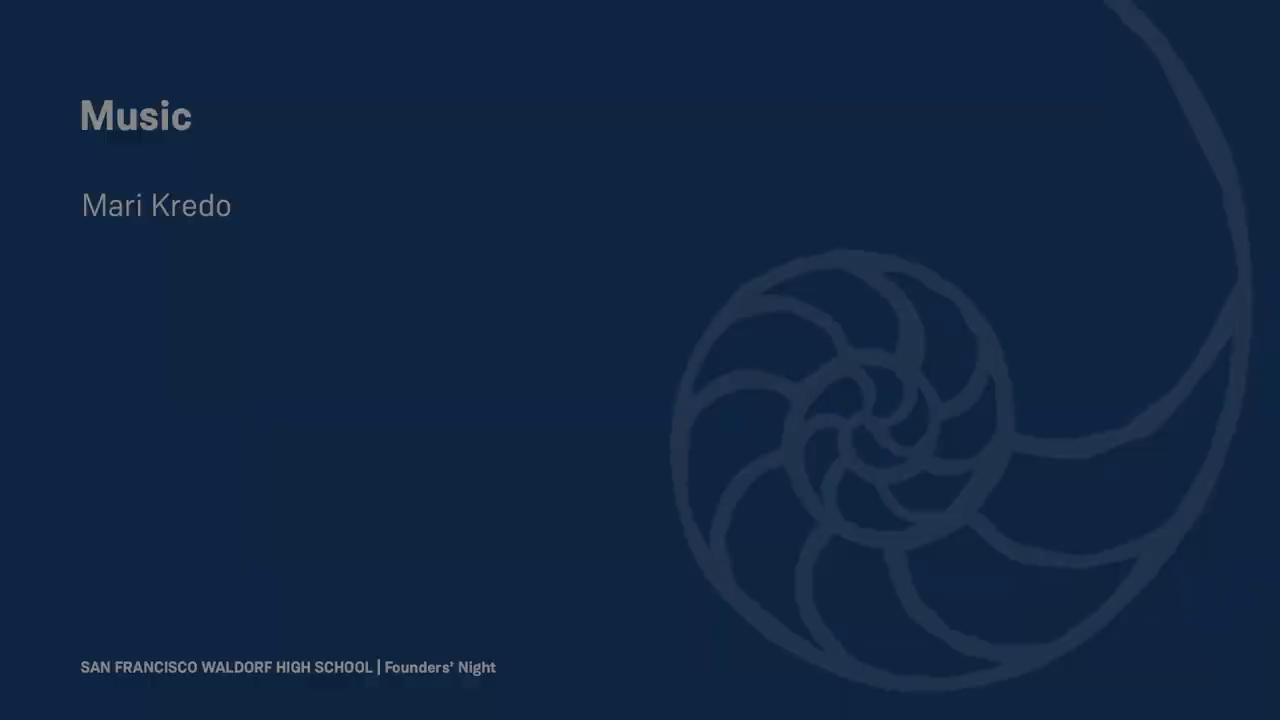 Music
Mari Kredo
SAN FRANCISCO WALDORF HIGH SCHOOL | Founders’ Night